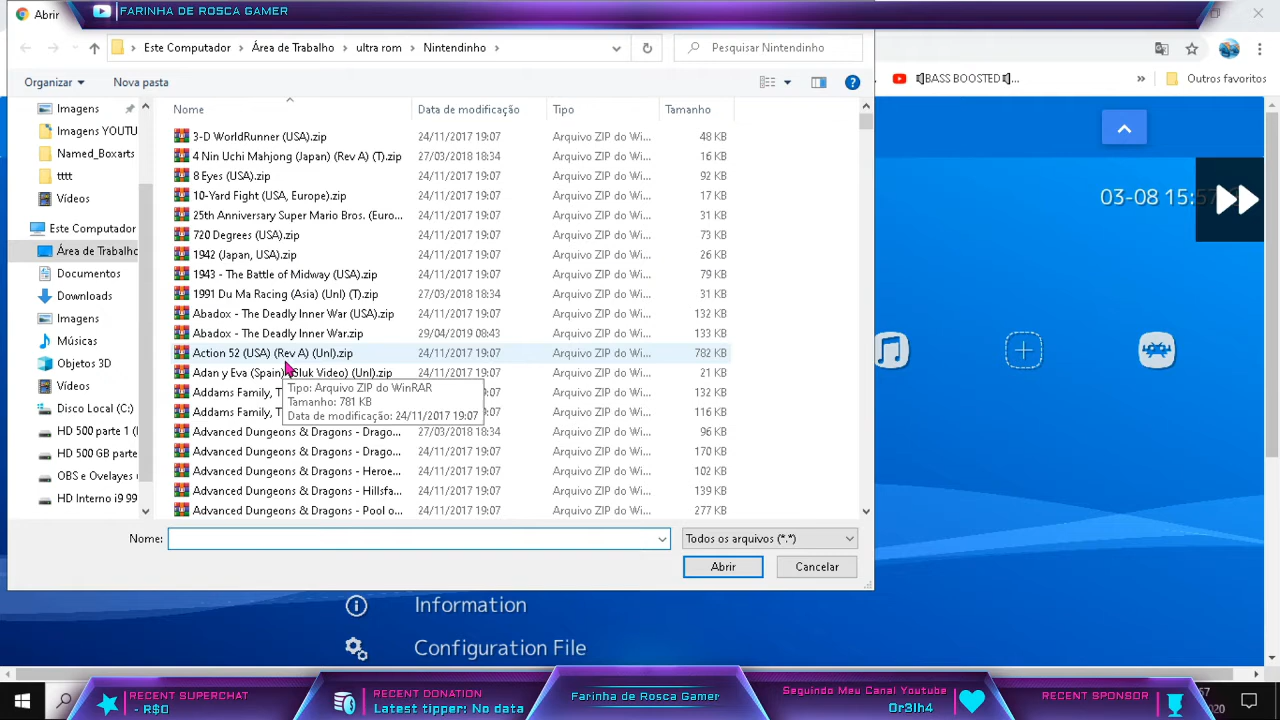 Abrir
FARINHA DE ROSCA GAMER
Este Computador > Área de Trabalho > ultra rom > Nintendinho >
Pesquisar Nintendinho
BASS BOOSTED
Outros favoritos
Organizar
Nova pasta
Imagens
Imagens YOUTU
Named_Boxarts
tttt
Vídeos
Este Computador
Área de Trabalho
Documentos
Downloads
Imagens
Músicas
Objetos 3D
Vídeos
Disco Local (C:)
HD 500 parte 1 (
HD 500 GB parte
OBS e Ovelayes
HD Interno i9 99
Nome Data de modificação Tipo Tamanho
3-D WorldRunner (USA).zip 24/11/2017 19:07 Arquivo ZIP do Wi... 48 KB
4 Nin Uchi Mahjong (Japan) (Rev A) (T).zip 27/03/2018 18:34 Arquivo ZIP do Wi... 16 KB
8 Eyes (USA).zip 24/11/2017 19:07 Arquivo ZIP do Wi... 92 KB
10-Yard Fight (USA, Europe).zip 24/11/2017 19:07 Arquivo ZIP do Wi... 17 KB
25th Anniversary Super Mario Bros. (Euro... 24/11/2017 19:07 Arquivo ZIP do Wi... 31 KB
720 Degrees (USA).zip 24/11/2017 19:07 Arquivo ZIP do Wi... 73 KB
1942 (Japan, USA).zip 24/11/2017 19:07 Arquivo ZIP do Wi... 26 KB
1943 - The Battle of Midway (USA).zip 24/11/2017 19:07 Arquivo ZIP do Wi... 79 KB
1991 Du Ma Racing (Asia) (Unl) (T).zip 27/03/2018 18:34 Arquivo ZIP do Wi... 31 KB
Abadox - The Deadly Inner War (USA).zip 24/11/2017 19:07 Arquivo ZIP do Wi... 132 KB
Abadox - The Deadly Inner War.zip 29/04/2019 08:43 Arquivo ZIP do Wi... 133 KB
Action 52 (USA) (Rev A) (Unl).zip 24/11/2017 19:07 Arquivo ZIP do Wi... 782 KB
Adan y Eva (Spain) (Sluk Video) (Unl).zip 24/11/2017 19:07 Arquivo ZIP do Wi... 21 KB
Addams Family, T 24/11/2017 19:07 Arquivo ZIP do Wi... 132 KB
Addams Family, T 24/11/2017 19:07 Arquivo ZIP do Wi... 116 KB
Advanced Dungeons & Dragons - Drago... 27/03/2018 18:34 Arquivo ZIP do Wi... 96 KB
Advanced Dungeons & Dragons - Drago... 24/11/2017 19:07 Arquivo ZIP do Wi... 170 KB
Advanced Dungeons & Dragons - Heroe... 24/11/2017 19:07 Arquivo ZIP do Wi... 102 KB
Advanced Dungeons & Dragons - Hillsfa... 24/11/2017 19:07 Arquivo ZIP do Wi... 139 KB
Advanced Dungeons & Dragons - Pool o... 24/11/2017 19:07 Arquivo ZIP do Wi... 277 KB
Tipo: Arquivo ZIP do WinRAR
Tamanho: 781 KB
Data de modificação: 24/11/2017 19:07
03-08 15:57
Nome:
Todos os arquivos (*.*)
Abrir
Cancelar
Information
Configuration File
RECENT SUPERCHAT
- R$0
RECENT DONATION
Latest tipper: No data
Farinha de Rosca Gamer
Seguindo Meu Canal Youtube
Or3lh4
RECENT SPONSOR